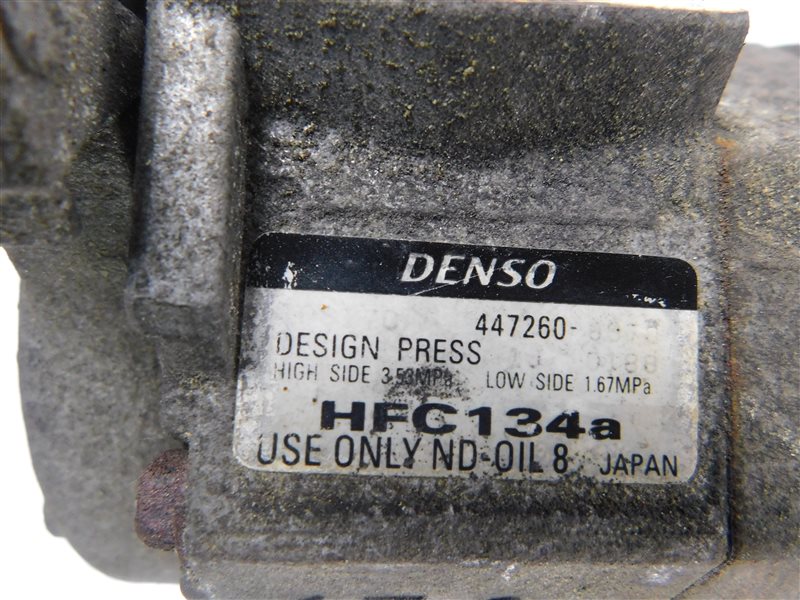 DENSO
447260-
DESIGN PRESS
HIGH SIDE 3.53MPa LOW SIDE 1.67MPa
HFC134a
USE ONLY ND-OIL 8 JAPAN